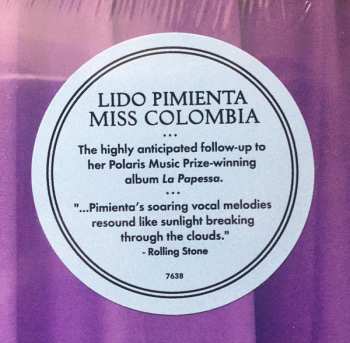 LIDO PIMIENTA
MISS COLOMBIA
...
The highly anticipated follow-up to
her Polaris Music Prize-winning
album La Papessa.
...
"...Pimienta's soaring vocal melodies
resound like sunlight breaking
through the clouds."
- Rolling Stone
7638